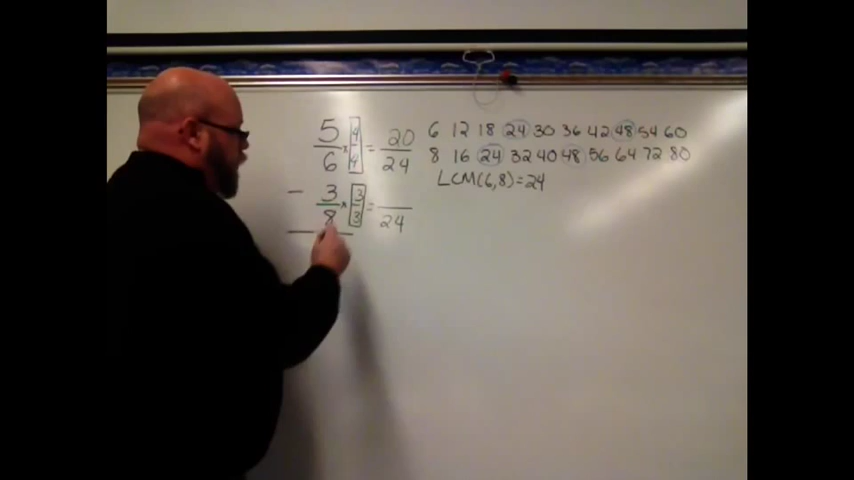 5/6 × 4/4 = 20/24
- 3/8 × 3/3 = /24
6 12 18 24 30 36 42 48 54 60
8 16 24 32 40 48 56 64 72 80
LCM(6,8)=24